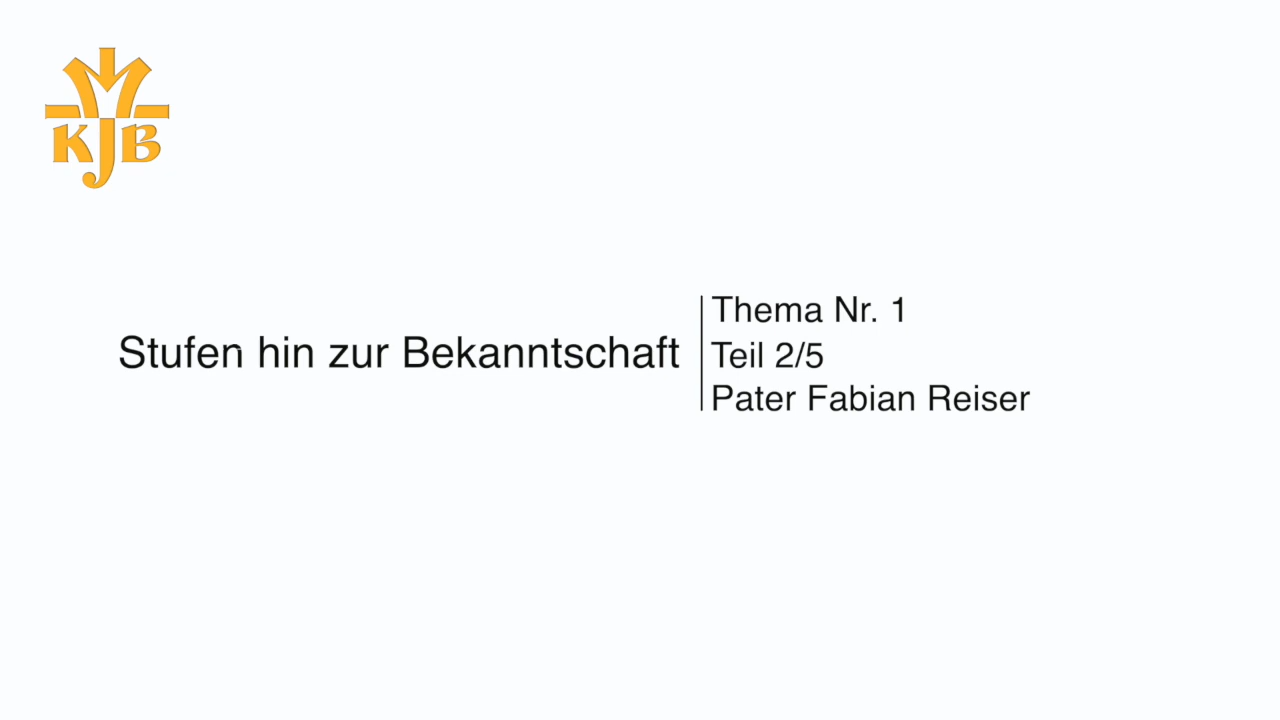 KJB
Stufen hin zur Bekanntschaft
Thema Nr. 1
Teil 2/5
Pater Fabian Reiser